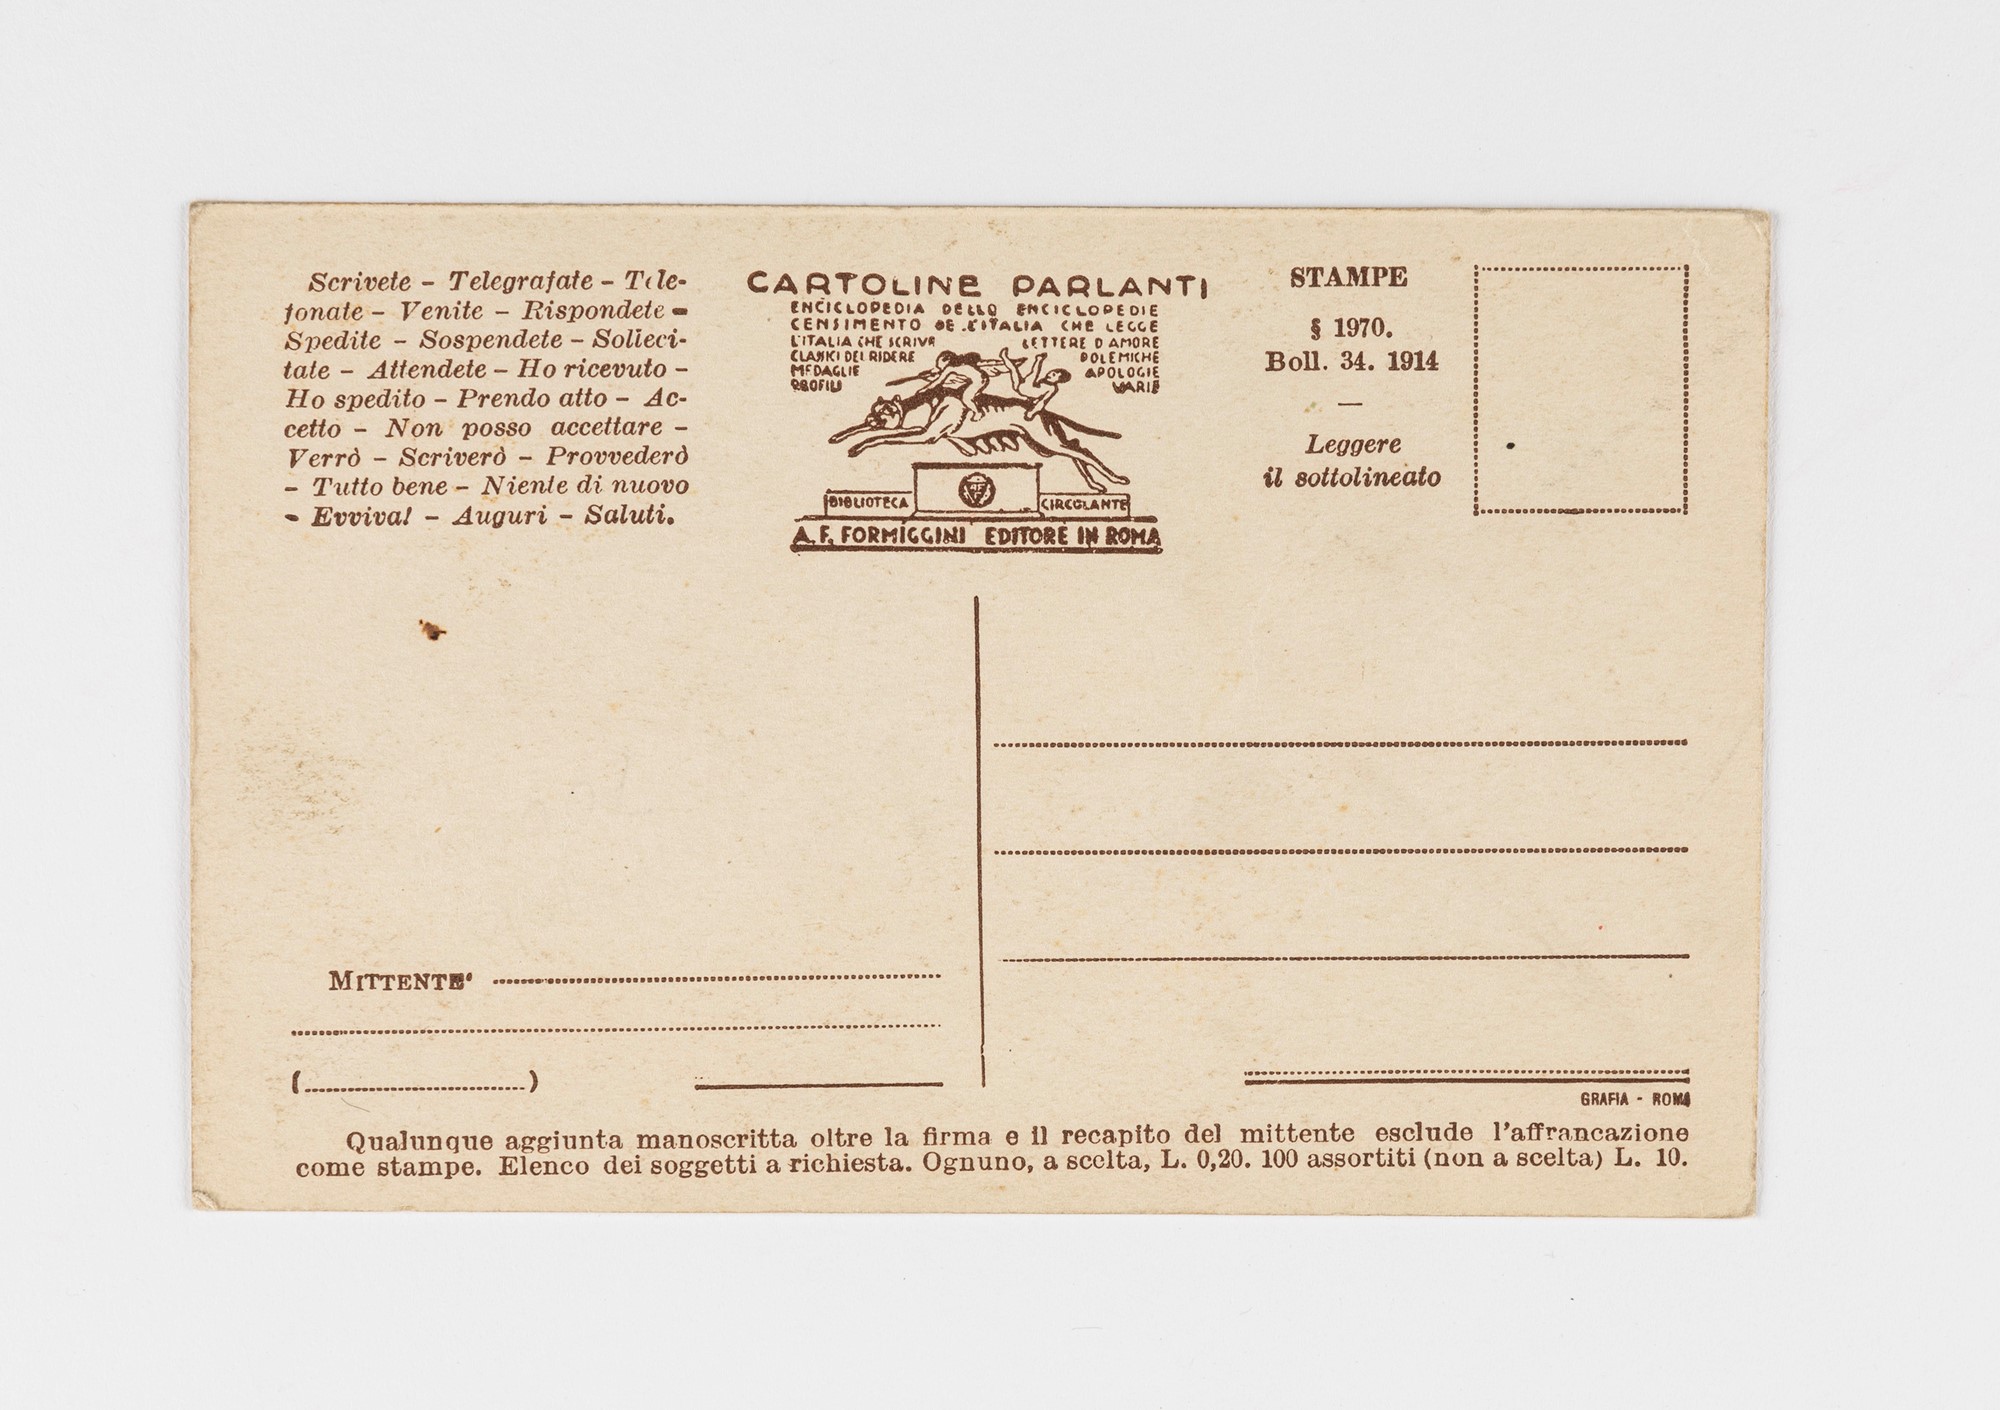 Scrivete – Telegrafate – Tele-
fonate – Venite – Rispondete –
Spedite – Sospendete – Solleci-
tate – Attendete – Ho ricevuto –
Ho spedito – Prendo atto – Ac-
cetto – Non posso accettare –
Verrò – Scriverò – Provvederò
– Tutto bene – Niente di nuovo
– Evviva! – Auguri – Saluti.
CARTOLINE PARLANTI
ENCICLOPEDIA DELLE ENCICLOPEDIE
CENSIMENTO DE L'ITALIA CHE LEGGE
L'ITALIA CHE SCRIVE LETTERE D'AMORE
CLASSICI DEL RIDERE POLEMICHE
MEDAGLIE APOLOGIE
PROFILI VARIE
BIBLIOTECA CIRCOLANTE
A. F. FORMÍGGINI EDITORE IN ROMA
STAMPE
§ 1970.
Boll. 34. 1914
—
Leggere
il sottolineato
MITTENTE
(                    )
GRAFIA - ROMA
Qualunque aggiunta manoscritta oltre la firma e il recapito del mittente esclude l'affrancazione
come stampe. Elenco dei soggetti a richiesta. Ognuno, a scelta, L. 0,20. 100 assortiti (non a scelta) L. 10.